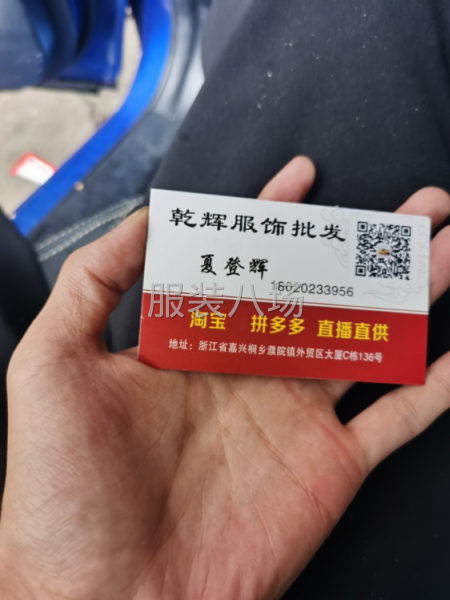 乾辉服饰批发
夏登辉
18020233956
服装八场
淘宝 拼多多 直播直供
地址：浙江省嘉兴桐乡濮院镇外贸区大厦C栋136号